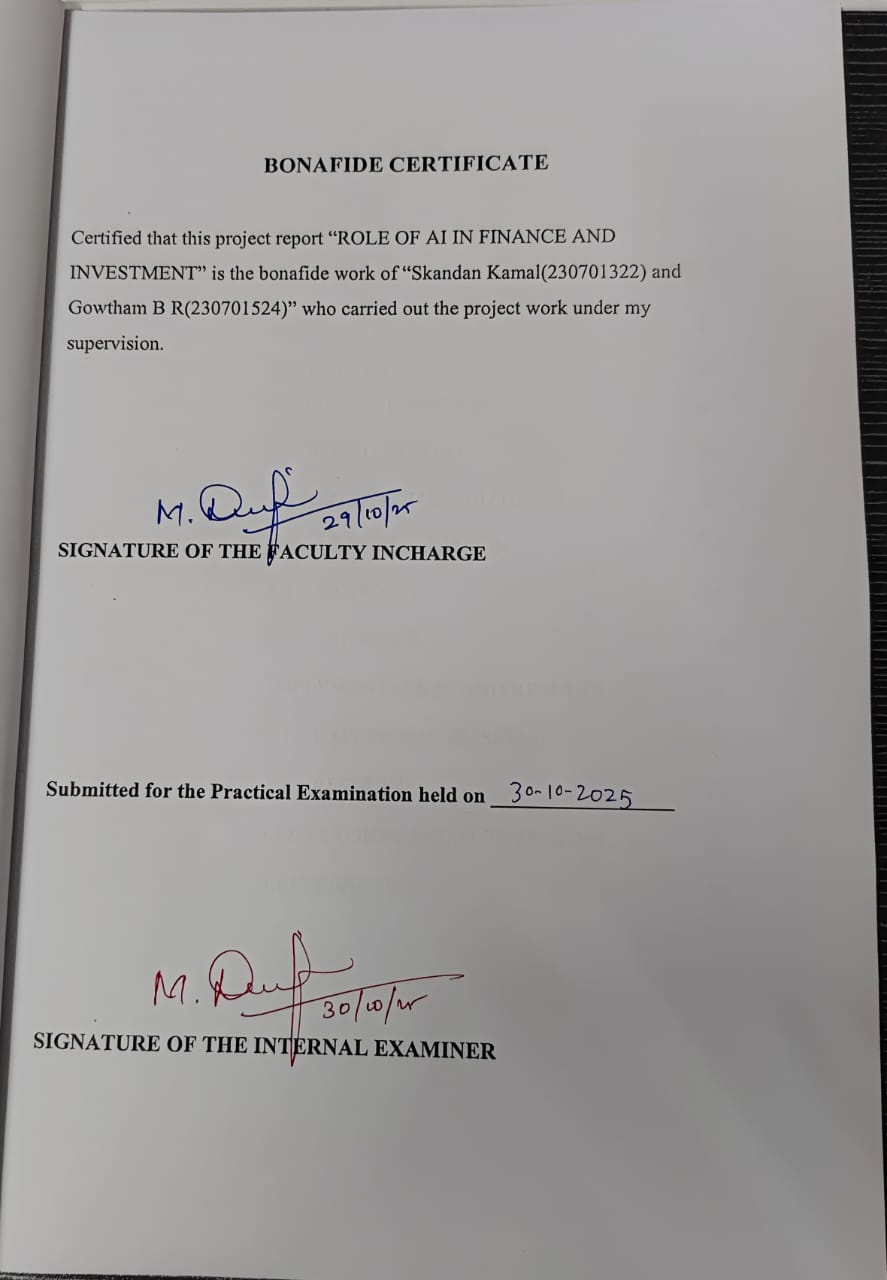 BONAFIDE CERTIFICATE
Certified that this project report “ROLE OF AI IN FINANCE AND
INVESTMENT” is the bonafide work of “Skandan Kamal(230701322) and
Gowtham B R(230701524)” who carried out the project work under my
supervision.
M.
29/10/25
SIGNATURE OF THE FACULTY INCHARGE
Submitted for the Practical Examination held on 30-10-2025
M.
30/10/25
SIGNATURE OF THE INTERNAL EXAMINER